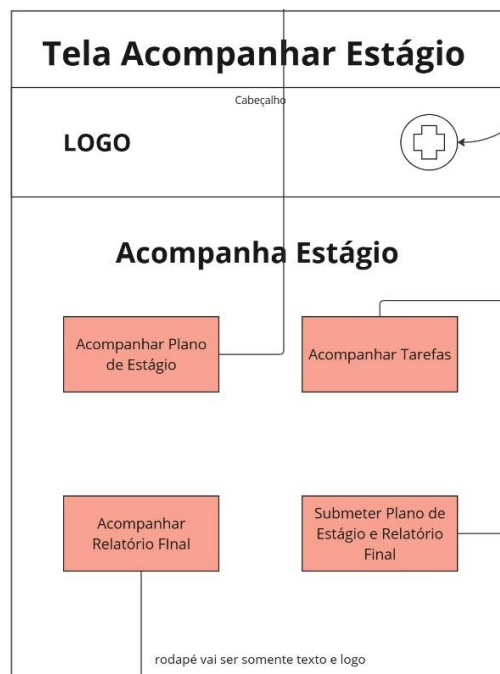 Tela Acompanhar Estágio
Cabeçalho
LOGO
Acompanha Estágio
Acompanhar Plano
de Estágio
Acompanhar Tarefas
Acompanhar
Relatório FInal
Submeter Plano de
Estágio e Relatório
Final
rodapé vai ser somente texto e logo